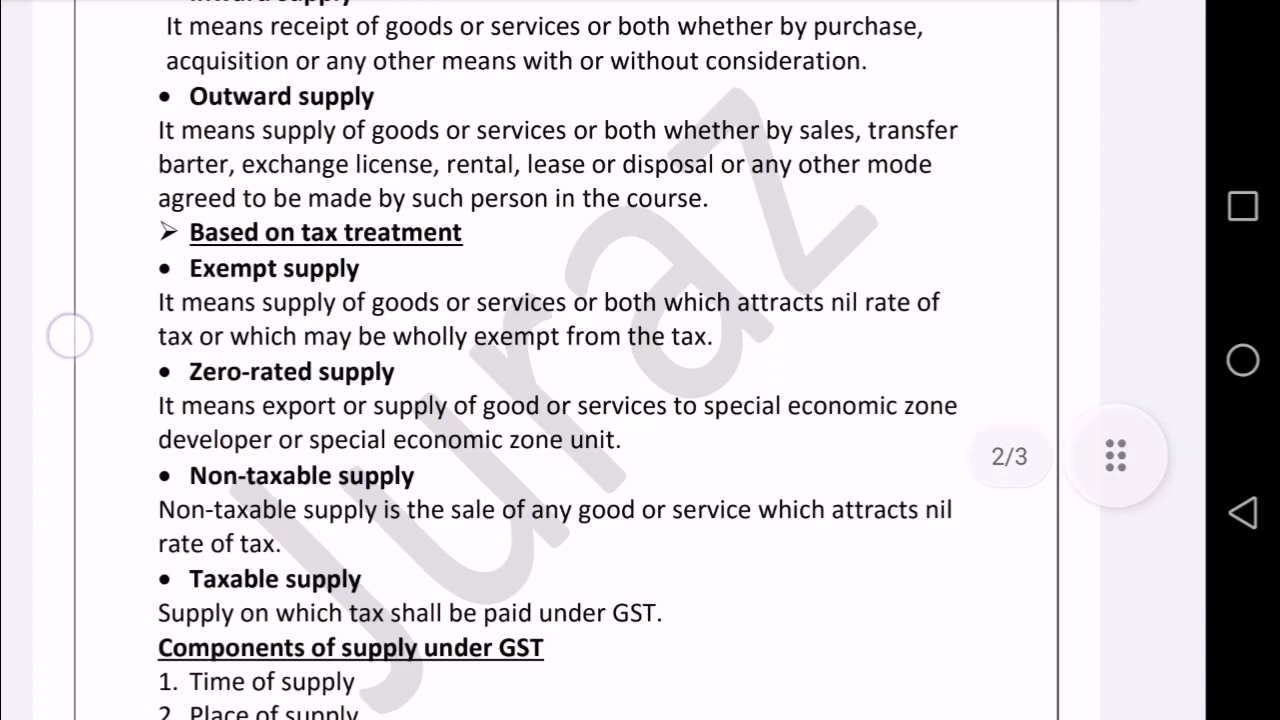 Inward supply
It means receipt of goods or services or both whether by purchase,
acquisition or any other means with or without consideration.
• Outward supply
It means supply of goods or services or both whether by sales, transfer
barter, exchange license, rental, lease or disposal or any other mode
agreed to be made by such person in the course.
➢ Based on tax treatment
• Exempt supply
It means supply of goods or services or both which attracts nil rate of
tax or which may be wholly exempt from the tax.
• Zero-rated supply
It means export or supply of good or services to special economic zone
developer or special economic zone unit.
• Non-taxable supply
Non-taxable supply is the sale of any good or service which attracts nil
rate of tax.
• Taxable supply
Supply on which tax shall be paid under GST.
Components of supply under GST
1. Time of supply
2. Place of supply
2/3
Juraz